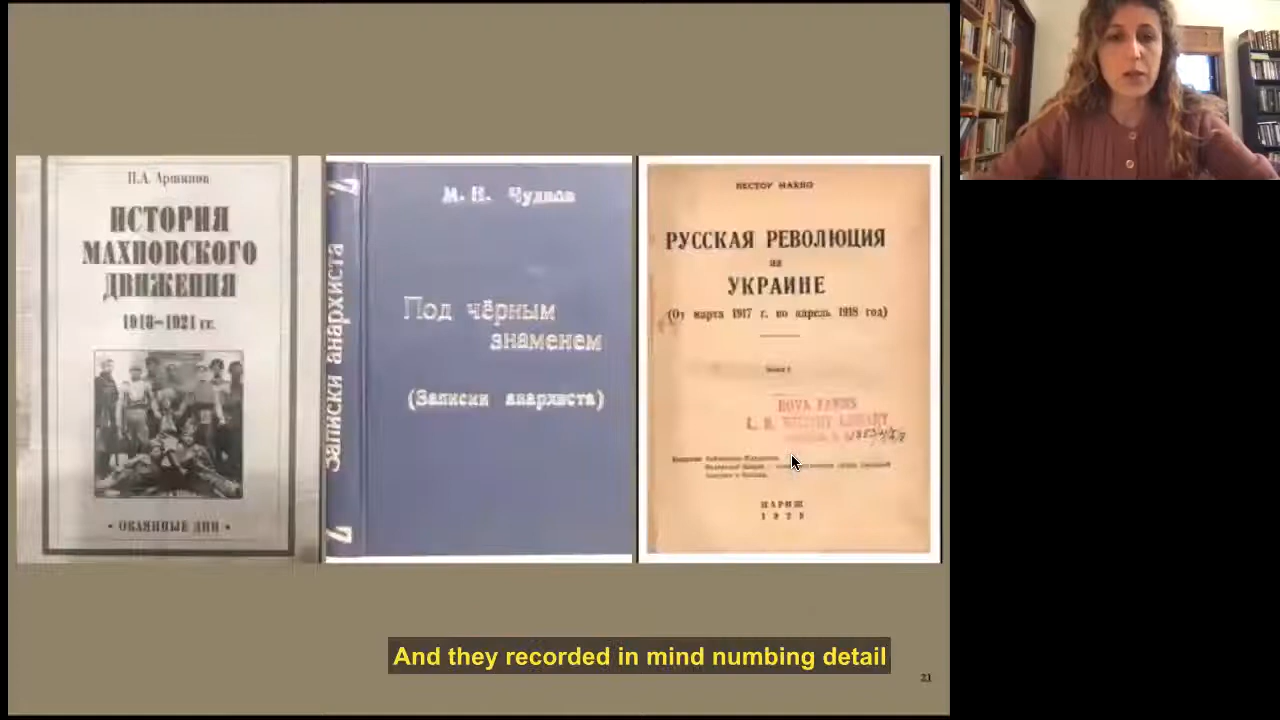 П.А. Аршинов
ИСТОРИЯ
МАХНОВСКОГО
ДВИЖЕНИЯ
1918–1921 гг.
• ОКАЯННЫЕ ДНИ •
Записки анархиста
М. Н. Чуднов
Под чёрным
знаменем
(Записки анархиста)
НЕСТОР МАХНО
РУССКАЯ РЕВОЛЮЦИЯ
на
УКРАИНЕ
(От марта 1917 г. по апрель 1918 год)
Книга I
ПАРИЖ
And they recorded in mind numbing detail
21